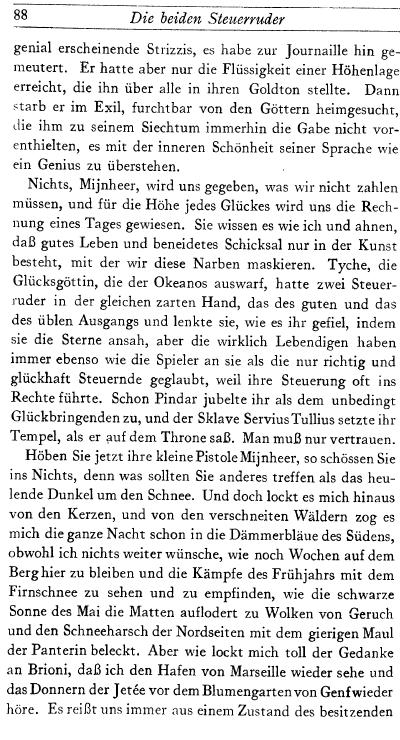 88 Die beiden Steuerruder
genial erscheinende Strizzis, es habe zur Journaille hin ge-
meutert. Er hatte aber nur die Flüssigkeit einer Höhenlage
erreicht, die ihn über alle in ihren Goldton stellte. Dann
starb er im Exil, furchtbar von den Göttern heimgesucht,
die ihm zu seinem Siechtum immerhin die Gabe nicht vor-
enthielten, es mit der inneren Schönheit seiner Sprache wie
ein Genius zu überstehen.
Nichts, Mijnheer, wird uns gegeben, was wir nicht zahlen
müssen, und für die Höhe jedes Glückes wird uns die Rech-
nung eines Tages gewiesen. Sie wissen es wie ich und ahnen,
daß gutes Leben und beneidetes Schicksal nur in der Kunst
besteht, mit der wir diese Narben maskieren. Tyche, die
Glücksgöttin, die der Okeanos auswarf, hatte zwei Steuer-
ruder in der gleichen zarten Hand, das des guten und das
des üblen Ausgangs und lenkte sie, wie es ihr gefiel, indem
sie die Sterne ansah, aber die wirklich Lebendigen haben
immer ebenso wie die Spieler an sie als die nur richtig und
glückhaft Steuernde geglaubt, weil ihre Steuerung oft ins
Rechte führte. Schon Pindar jubelte ihr als dem unbedingt
Glückbringenden zu, und der Sklave Servius Tullius setzte ihr
Tempel, als er auf dem Throne saß. Man muß nur vertrauen.
Höben Sie jetzt ihre kleine Pistole Mijnheer, so schössen Sie
ins Nichts, denn was sollten Sie anderes treffen als das heu-
lende Dunkel um den Schnee. Und doch lockt es mich hinaus
von den Kerzen, und von den verschneiten Wäldern zog es
mich die ganze Nacht schon in die Dämmerbläue des Südens,
obwohl ich nichts weiter wünsche, wie noch Wochen auf dem
Berg hier zu bleiben und die Kämpfe des Frühjahrs mit dem
Firnschnee zu sehen und zu empfinden, wie die schwarze
Sonne des Mai die Matten auflodert zu Wolken von Geruch
und den Schneeharsch der Nordseiten mit dem gierigen Maul
der Panterin beleckt. Aber wie lockt mich toll der Gedanke
an Brioni, daß ich den Hafen von Marseille wieder sehe und
das Donnern der Jetée vor dem Blumengarten von Genf wieder
höre. Es reißt uns immer aus einem Zustand des besitzenden